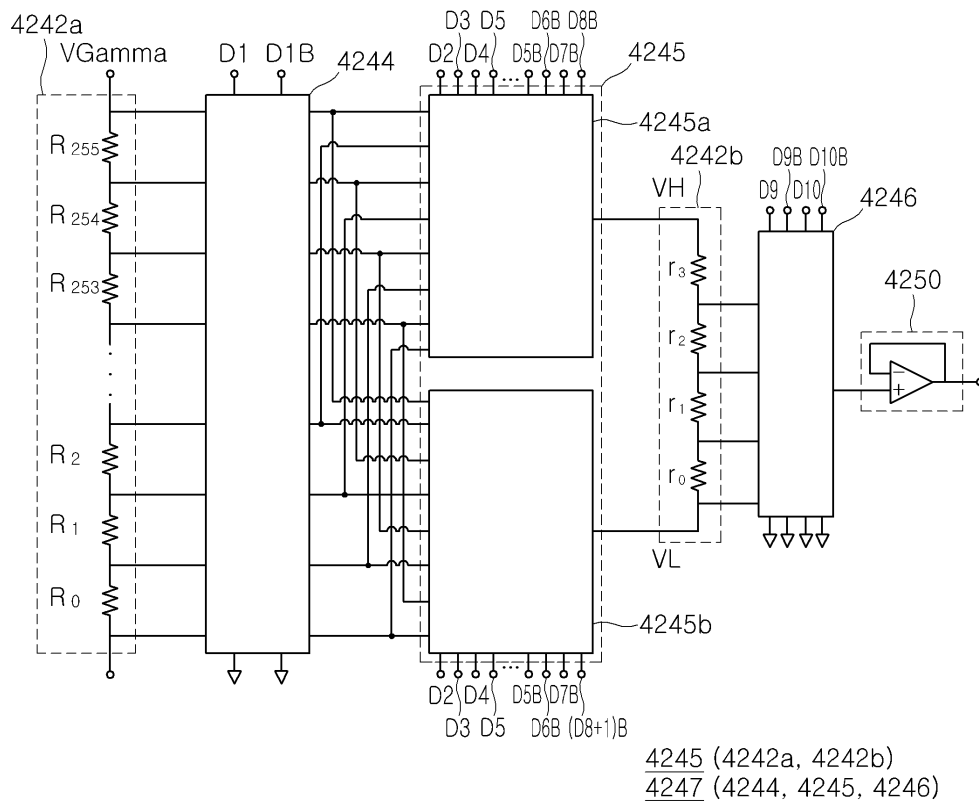 4242a
VGamma
D1 D1B
4244
D3 D5 D6B D8B
D2 D4 D5B D7B
4245
4245a
4242b
VH
D9B D10B
D9 D10
4246
4250
R255
R254
R253
R2
R1
R0
r3
r2
r1
r0
VL
4245b
D2 D4 D5B D7B
D3 D5 D6B (D8+1)B
4245 (4242a, 4242b)
4247 (4244, 4245, 4246)